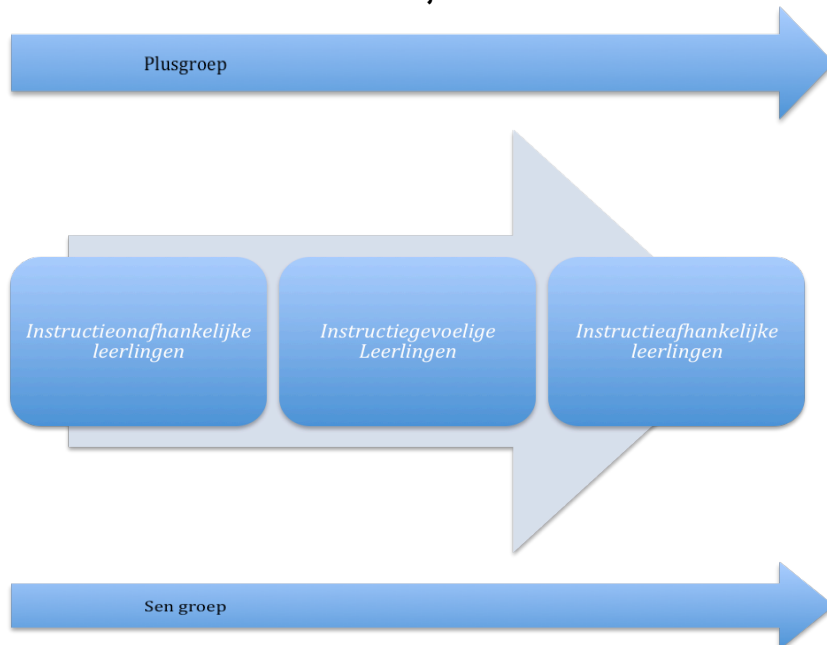 Plusgroep
Instructieonafhankelijke
leerlingen
Instructiegevoelige
Leerlingen
Instructieafhankelijke
leerlingen
Sen groep